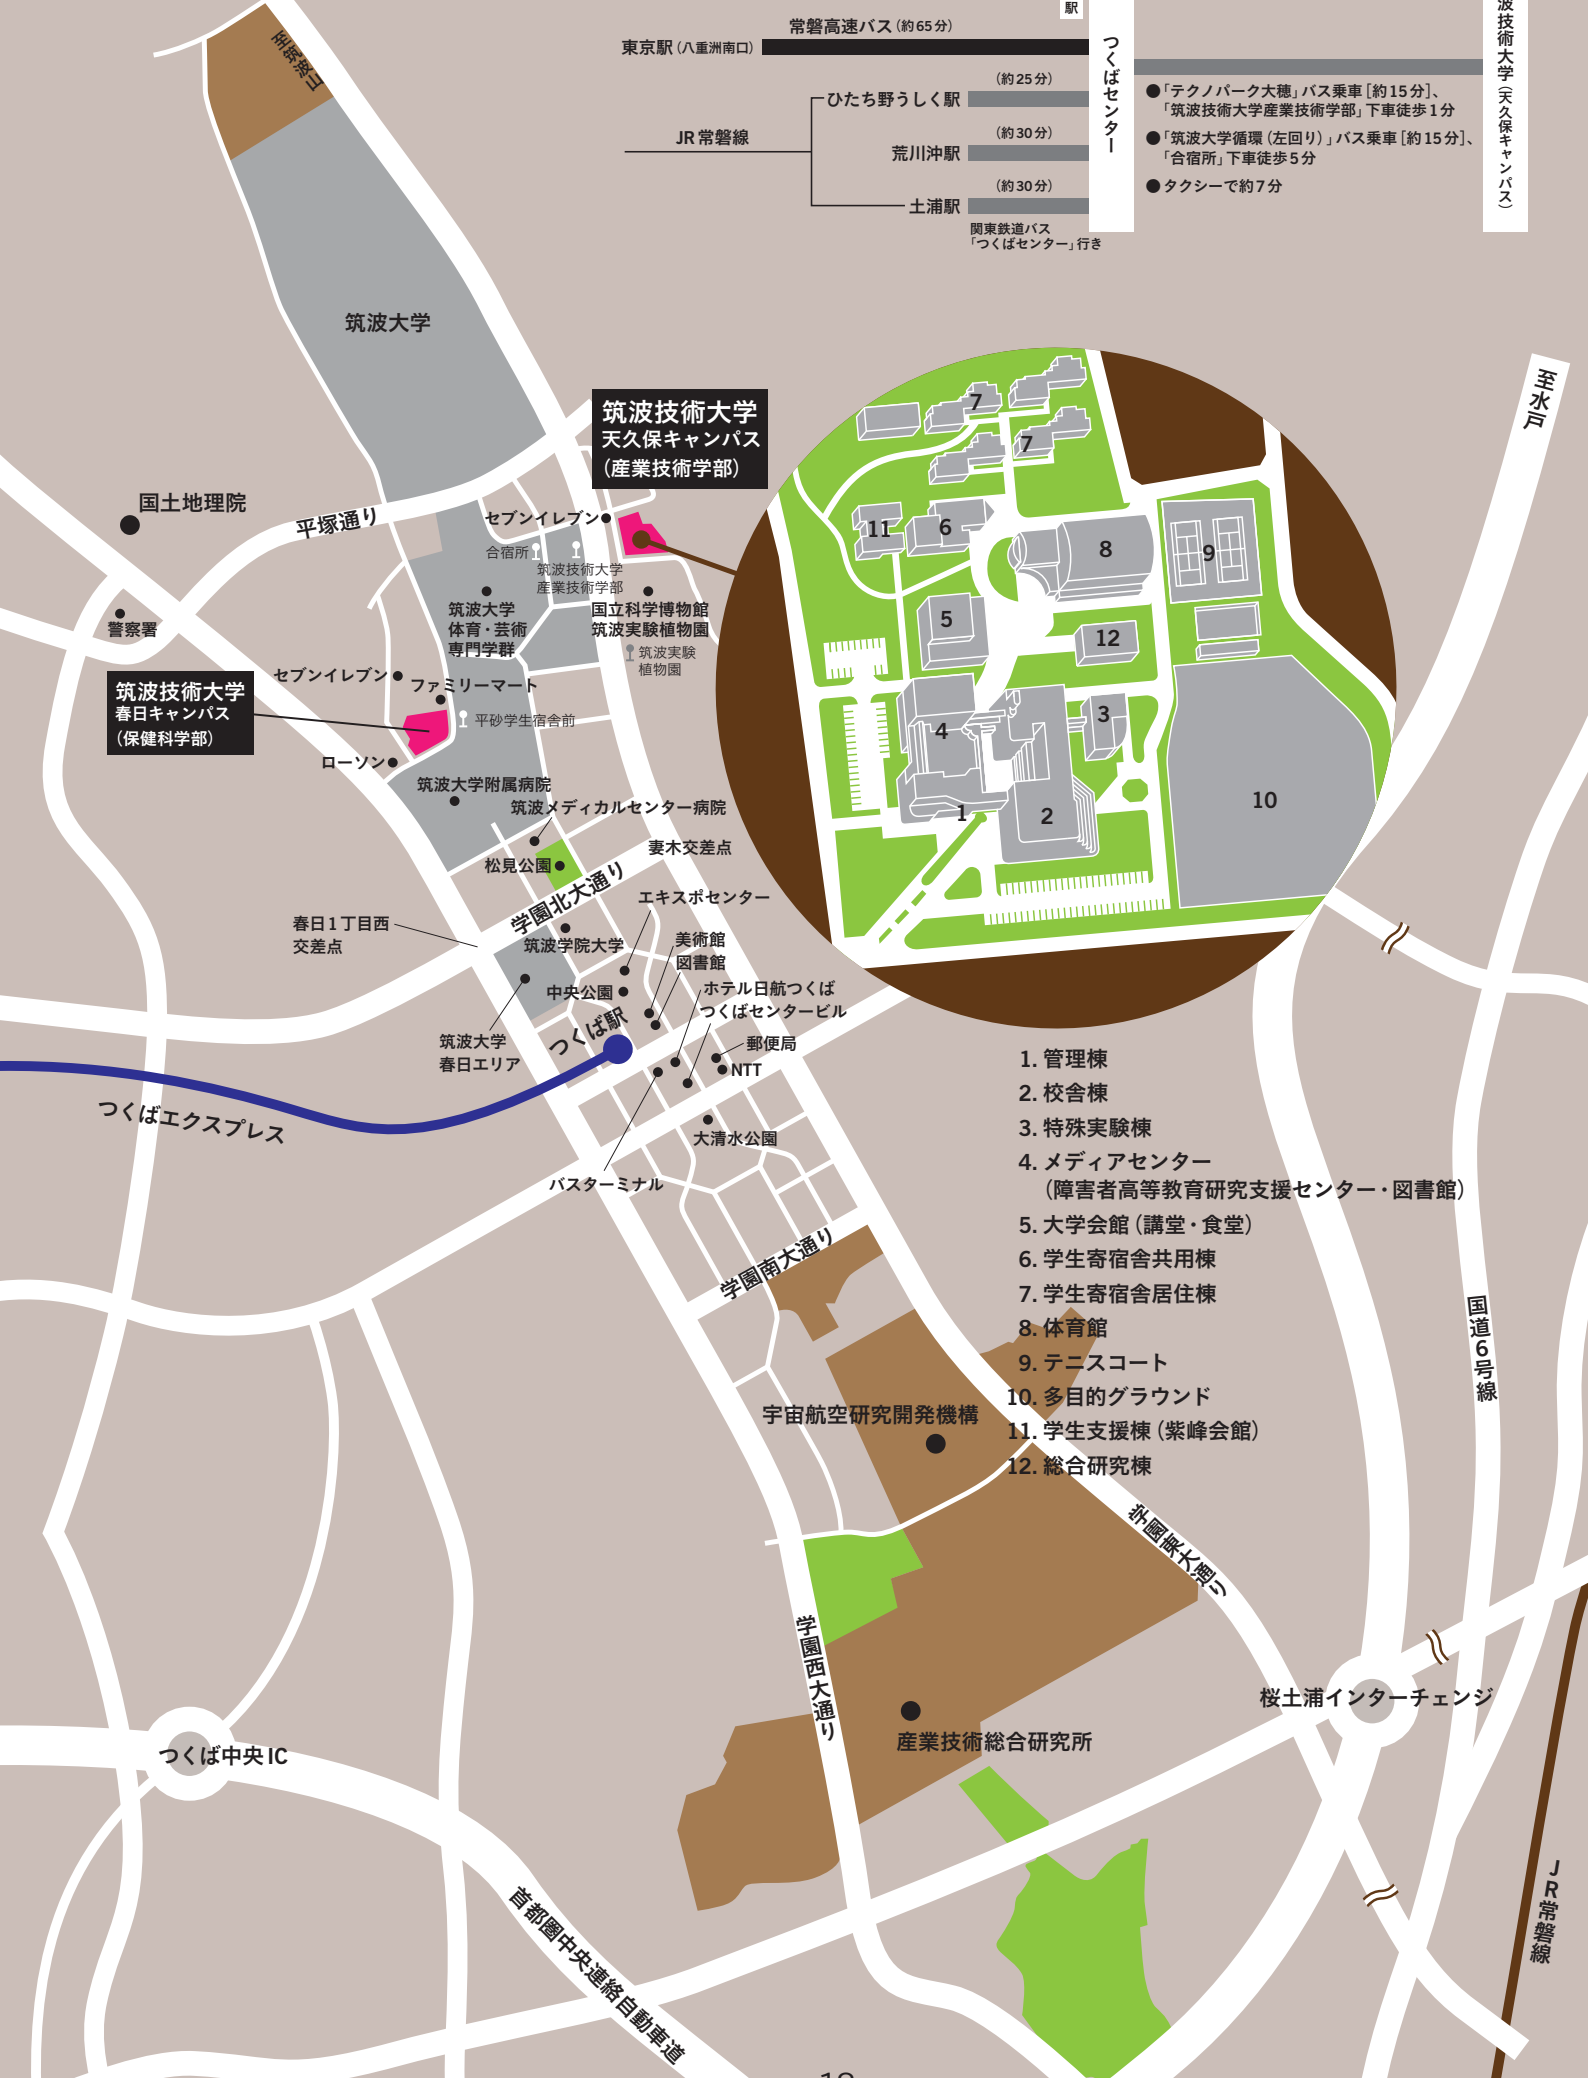 駅
常磐高速バス（約65分）
東京駅（八重洲南口）
つくばセンター
波技術大学（天久保キャンパス）
（約25分）
ひたち野うしく駅
JR常磐線
（約30分）
荒川沖駅
（約30分）
土浦駅
関東鉄道バス
「つくばセンター」行き
●「テクノパーク大穂」バス乗車［約15分］、
「筑波技術大学産業技術学部」下車徒歩1分
●「筑波大学循環（左回り）」バス乗車［約15分］、
「合宿所」下車徒歩5分
●タクシーで約7分
至筑波山
筑波大学
至水戸
筑波技術大学
天久保キャンパス
（産業技術学部）
国土地理院
平塚通り
セブンイレブン
合宿所
筑波技術大学
産業技術学部
筑波大学
体育・芸術
専門学群
国立科学博物館
筑波実験植物園
筑波実験
植物園
警察署
セブンイレブン
ファミリーマート
筑波技術大学
春日キャンパス
（保健科学部）
平砂学生宿舎前
ローソン
筑波大学附属病院
筑波メディカルセンター病院
松見公園
妻木交差点
学園北大通り
エキスポセンター
春日1丁目西
交差点
筑波学院大学
美術館
図書館
中央公園
ホテル日航つくば
つくばセンタービル
つくば駅
筑波大学
春日エリア
郵便局
NTT
つくばエクスプレス
大清水公園
バスターミナル
学園南大通り
7
7
11
6
8
9
5
12
4
3
1
2
10
1. 管理棟
2. 校舎棟
3. 特殊実験棟
4. メディアセンター
（障害者高等教育研究支援センター・図書館）
5. 大学会館（講堂・食堂）
6. 学生寄宿舎共用棟
7. 学生寄宿舎居住棟
8. 体育館
9. テニスコート
10. 多目的グラウンド
11. 学生支援棟（紫峰会館）
12. 総合研究棟
国道6号線
宇宙航空研究開発機構
学園東大通り
学園西大通り
桜土浦インターチェンジ
産業技術総合研究所
つくば中央IC
首都圏中央連絡自動車道
JR常磐線